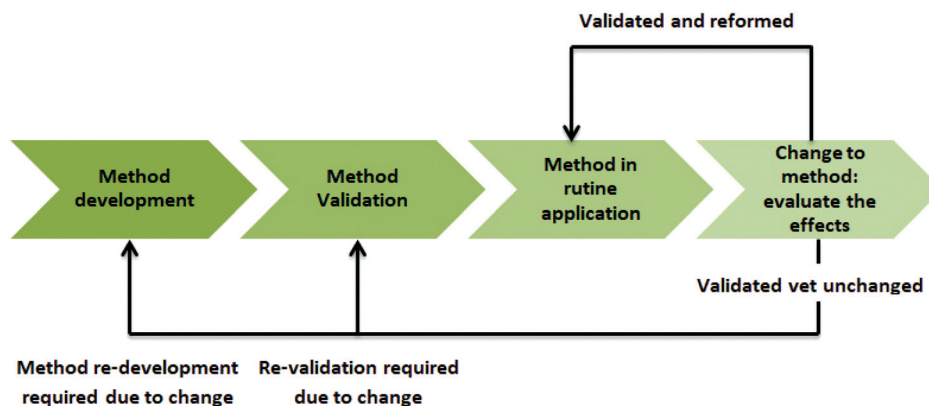 Validated and reformed
Method
development
Method
Validation
Method in
rutine
application
Change to
method:
evaluate the
effects
Validated vet unchanged
Method re-development
required due to change
Re-validation required
due to change